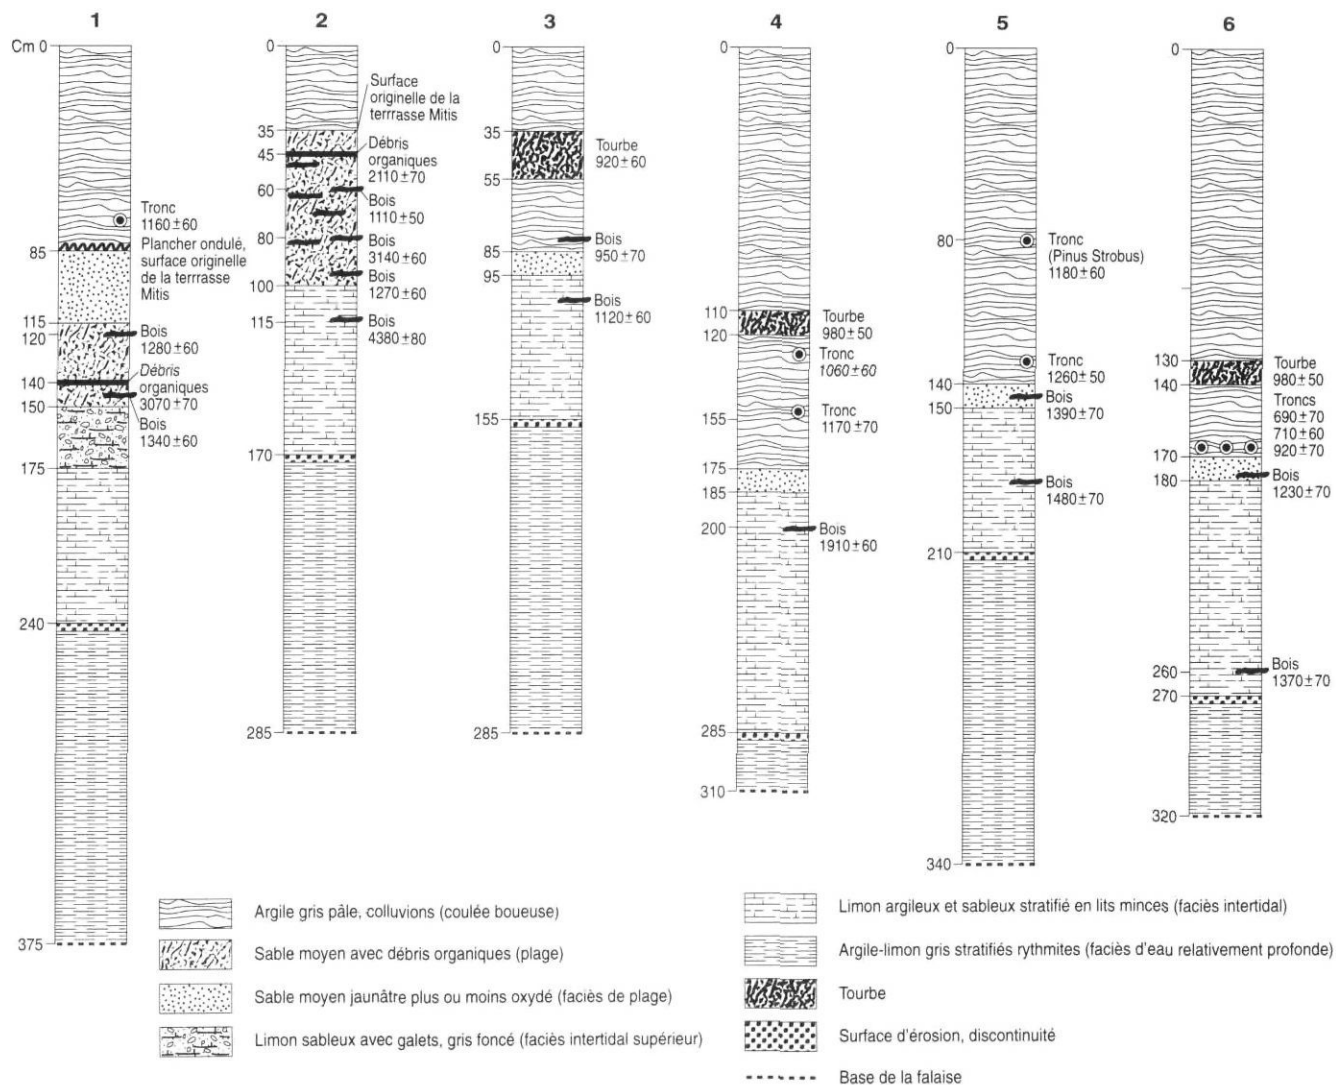 1
Cm 0
Tronc
1160±60
85
Plancher ondulé,
surface originelle
de la terrrasse
Mitis
115
120
Bois
1280±60
140
Débris
organiques
3070±70
150
Bois
1340±60
175
240
375
2
0
Surface
originelle de la
terrrasse Mitis
35
45
Débris
organiques
2110±70
60
Bois
1110±50
80
Bois
3140±60
Bois
1270±60
100
115
Bois
4380±80
170
285
3
0
35
Tourbe
920±60
55
85
Bois
950±70
95
Bois
1120±60
155
285
4
0
110
Tourbe
980±50
120
Tronc
1060±60
155
Tronc
1170±70
175
185
200
Bois
1910±60
285
310
5
0
80
Tronc
(Pinus Strobus)
1180±60
Tronc
1260±50
140
Bois
1390±70
150
Bois
1480±70
210
340
6
0
130
Tourbe
980±50
140
Troncs
690±70
710±60
920±70
170
180
Bois
1230±70
260
Bois
1370±70
270
320
Argile gris pâle, colluvions (coulée boueuse)
Sable moyen avec débris organiques (plage)
Sable moyen jaunâtre plus ou moins oxydé (faciès de plage)
Limon sableux avec galets, gris foncé (faciès intertidal supérieur)
Limon argileux et sableux stratifié en lits minces (faciès intertidal)
Argile-limon gris stratifiés rythmites (faciès d'eau relativement profonde)
Tourbe
Surface d'érosion, discontinuité
Base de la falaise